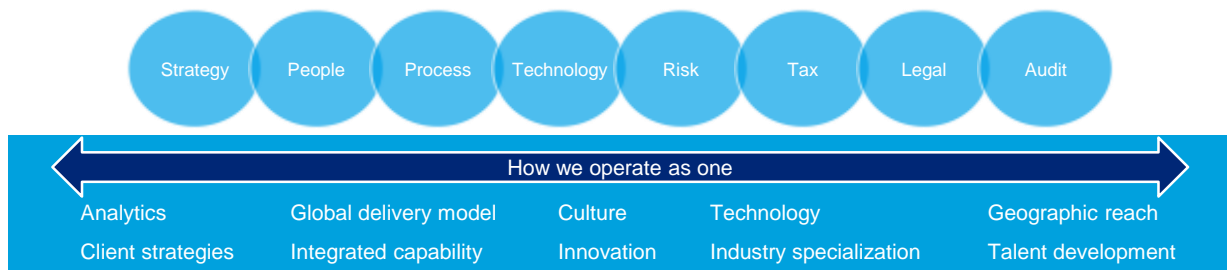 Strategy People Process Technology Risk Tax Legal Audit
How we operate as one
Analytics Global delivery model Culture Technology Geographic reach
Client strategies Integrated capability Innovation Industry specialization Talent development